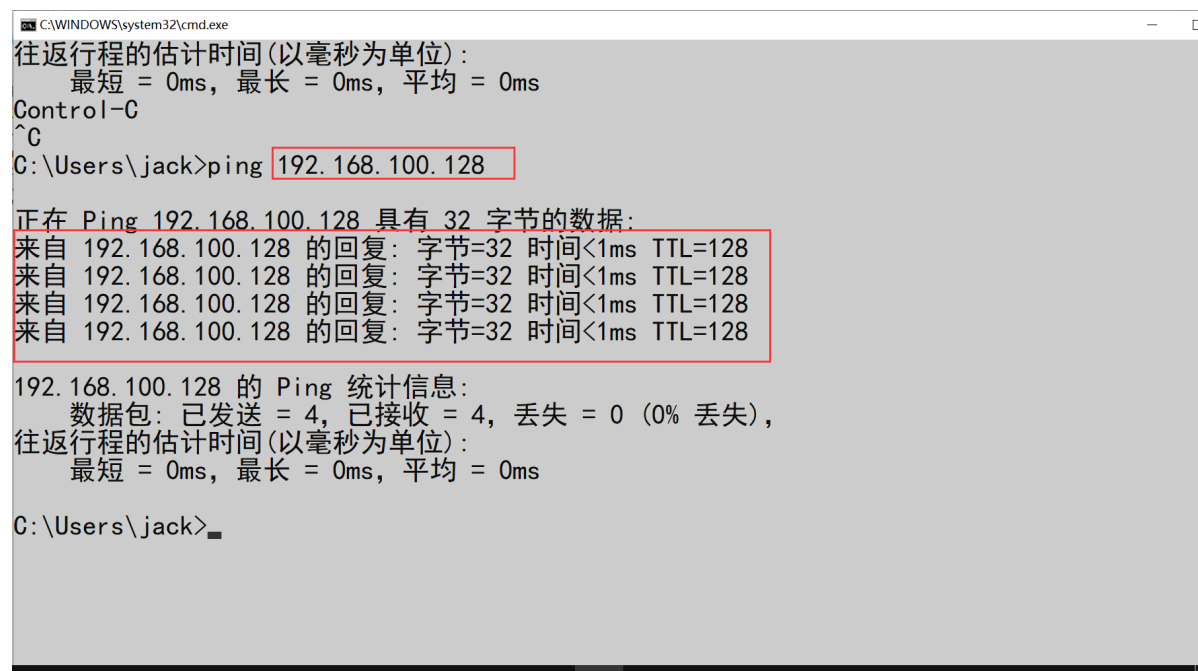 C:\WINDOWS\system32\cmd.exe
往返行程的估计时间(以毫秒为单位):
    最短 = 0ms，最长 = 0ms，平均 = 0ms
Control-C
^C
C:\Users\jack>ping 192.168.100.128
正在 Ping 192.168.100.128 具有 32 字节的数据:
来自 192.168.100.128 的回复: 字节=32 时间<1ms TTL=128
来自 192.168.100.128 的回复: 字节=32 时间<1ms TTL=128
来自 192.168.100.128 的回复: 字节=32 时间<1ms TTL=128
来自 192.168.100.128 的回复: 字节=32 时间<1ms TTL=128
192.168.100.128 的 Ping 统计信息:
    数据包: 已发送 = 4，已接收 = 4，丢失 = 0 (0% 丢失)，
往返行程的估计时间(以毫秒为单位):
    最短 = 0ms，最长 = 0ms，平均 = 0ms
C:\Users\jack>